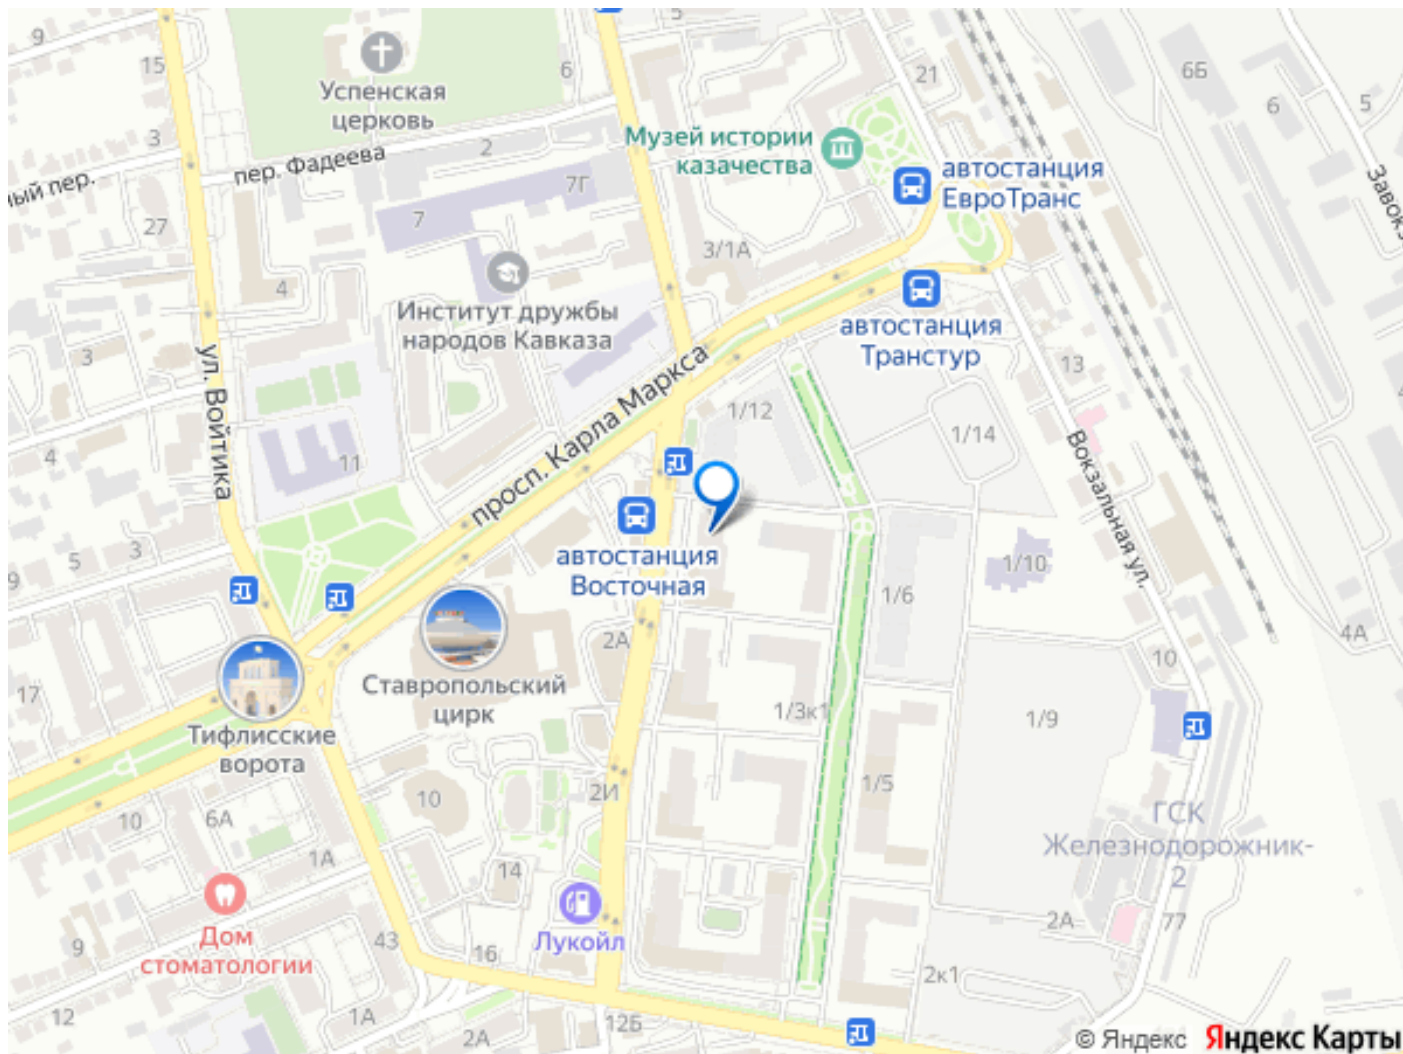 9
15
5
Успенская
церковь
6
21
6Б
6
5
3
пер. Фадеева
2
Музей истории
казачества
автостанция
ЕвроТранс
ный пер.
7Г
7
27
3/1А
4
Институт дружбы
народов Кавказа
автостанция
Транстур
3
ул. Войтика
просп. Карла Маркса
13
1/12
1/14
4
11
Вокзальная ул.
автостанция
Восточная
5
3
9
1/10
1/6
2А
4А
10
17
Ставропольский
цирк
1/3к1
1/9
Тифлисские
ворота
10
6А
10
2И
1/5
ГСК
Железнодорожник-
2
1А
14
Дом
стоматологии
Лукойл
9
43
16
2А
77
2к1
12
1А
2А
12Б
© Яндекс Яндекс Карты